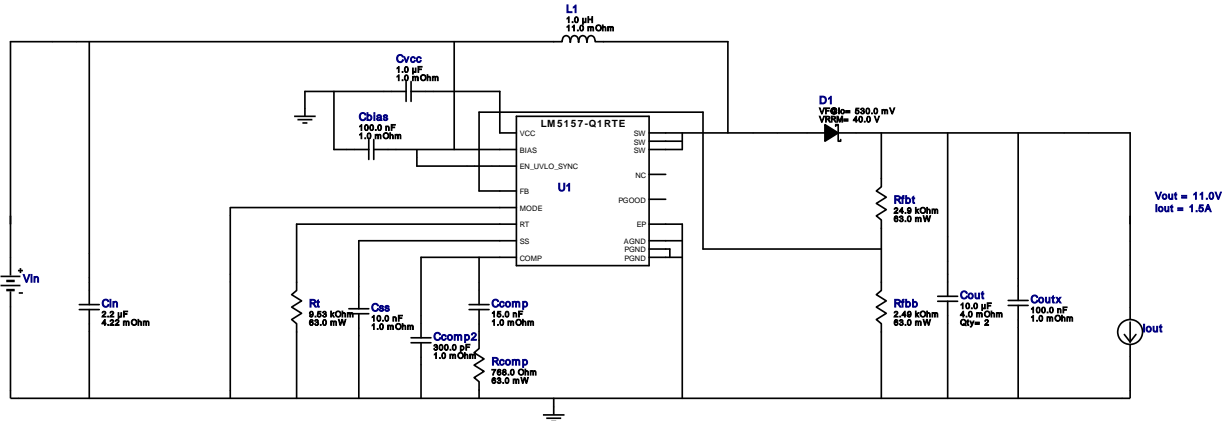 L1
1.0 µH
11.0 mOhm
Cvcc
1.0 µF
1.0 mOhm
Cbias
100.0 nF
1.0 mOhm
D1
VF@Io= 530.0 mV
VRRM= 40.0 V
LM5157-Q1RTE
VCC
BIAS
EN_UVLO_SYNC
FB
MODE
RT
SS
COMP
U1
SW
SW
SW
NC
PGOOD
EP
AGND
PGND
PGND
Rfbt
24.9 kOhm
63.0 mW
Vout = 11.0V
Iout = 1.5A
+
Vin
-
Cin
2.2 µF
4.22 mOhm
Rt
9.53 kOhm
63.0 mW
Css
10.0 nF
1.0 mOhm
Ccomp2
300.0 pF
1.0 mOhm
Ccomp
15.0 nF
1.0 mOhm
Rcomp
768.0 Ohm
63.0 mW
Rfbb
2.49 kOhm
63.0 mW
Cout
10.0 µF
4.0 mOhm
Qty= 2
Coutx
100.0 nF
1.0 mOhm
Iout